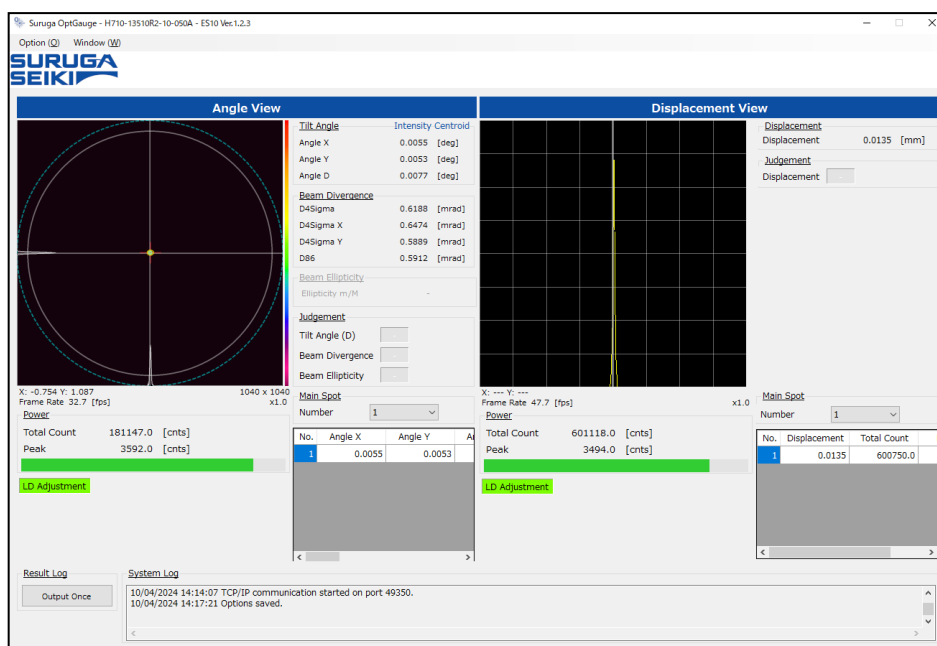 Suruga OptGauge - H710-13510R2-10-050A - ES10 Ver.1.2.3
Option (O) Window (W)
SURUGA
SEIKI
Angle View
Tilt Angle Intensity Centroid
Angle X 0.0055 [deg]
Angle Y 0.0053 [deg]
Angle D 0.0077 [deg]
Beam Divergence
D4Sigma 0.6188 [mrad]
D4Sigma X 0.6474 [mrad]
D4Sigma Y 0.5889 [mrad]
D86 0.5912 [mrad]
Beam Ellipticity
Ellipticity m/M -
Judgement
Tilt Angle (D)
Beam Divergence -
Beam Ellipticity -
X: -0.754 Y: 1.087 1040 x 1040
Frame Rate 32.7 [fps] x1.0
Power
Total Count 181147.0 [cnts]
Peak 3592.0 [cnts]
LD Adjustment
Main Spot
Number 1
No. Angle X Angle Y
1 0.0055 0.0053
Displacement View
Displacement
Displacement 0.0135 [mm]
Judgement
Displacement -
X: --- Y: ---
Frame Rate 47.7 [fps] x1.0
Power
Total Count 601118.0 [cnts]
Peak 3494.0 [cnts]
LD Adjustment
Main Spot
Number 1
No. Displacement Total Count
1 0.0135 600750.0
Result Log
Output Once
System Log
10/04/2024 14:14:07 TCP/IP communication started on port 49350.
10/04/2024 14:17:21 Options saved.